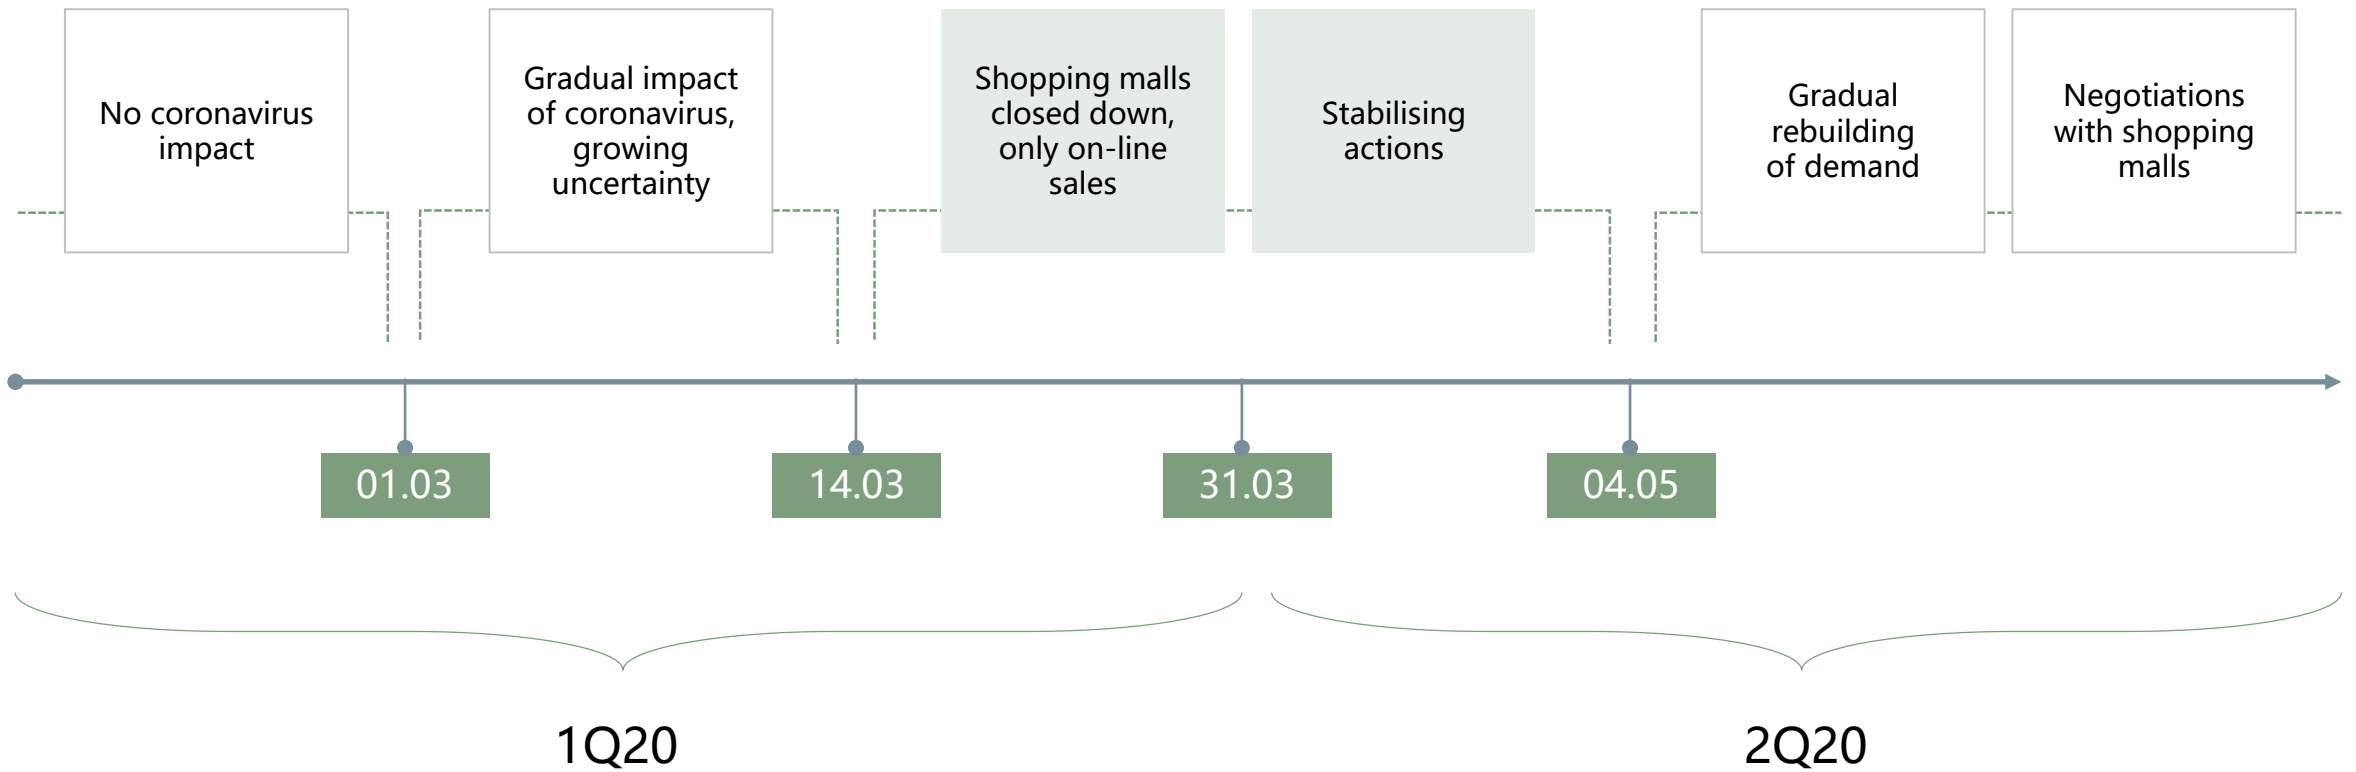 No coronavirus
impact
Gradual impact
of coronavirus,
growing
uncertainty
Shopping malls
closed down,
only on-line
sales
Stabilising
actions
Gradual
rebuilding
of demand
Negotiations
with shopping
malls
01.03
14.03
31.03
04.05
1Q20
2Q20